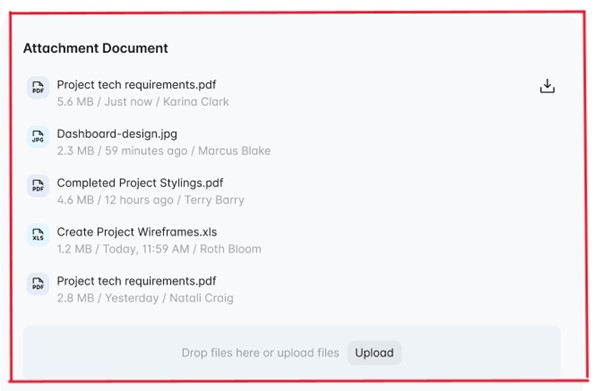 Attachment Document
PDF
Project tech requirements.pdf
5.6 MB / Just now / Karina Clark
JPG
Dashboard-design.jpg
2.3 MB / 59 minutes ago / Marcus Blake
PDF
Completed Project Stylings.pdf
4.6 MB / 12 hours ago / Terry Barry
XLS
Create Project Wireframes.xls
1.2 MB / Today, 11:59 AM / Roth Bloom
PDF
Project tech requirements.pdf
2.8 MB / Yesterday / Natali Craig
Drop files here or upload files Upload